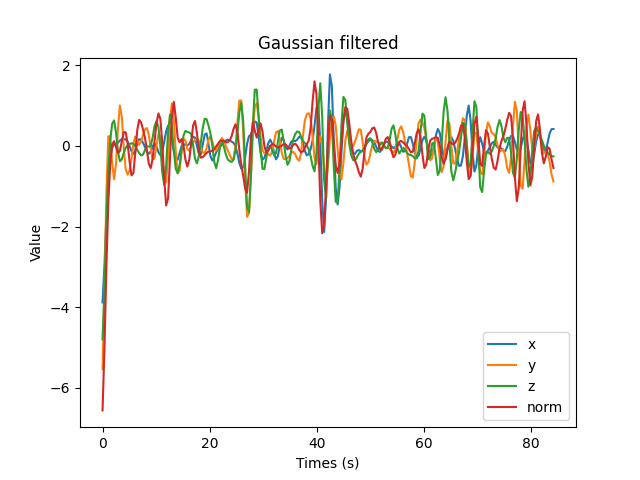 Gaussian filtered
2
0
−2
−4
−6
Value
0 20 40 60 80
Times (s)
x
y
z
norm